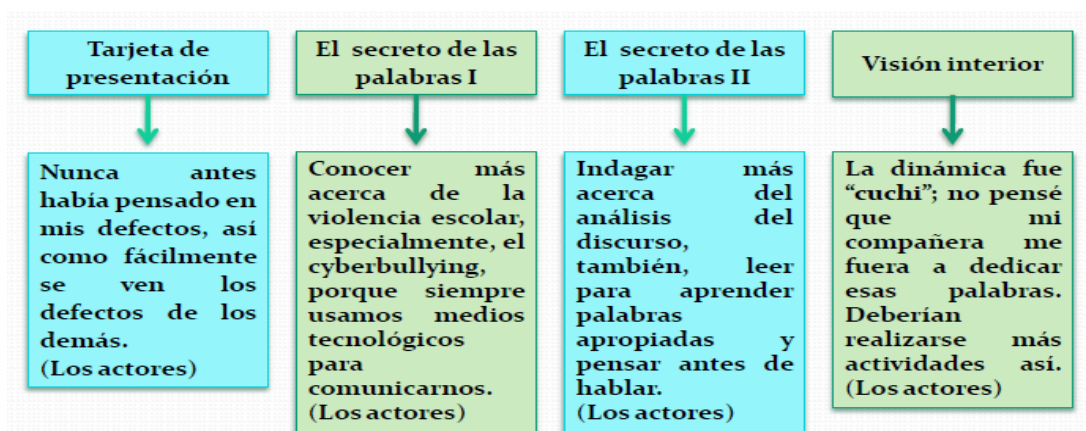 Tarjeta de
presentación
El secreto de las
palabras I
El secreto de las
palabras II
Visión interior
Nunca antes
había pensado en
mis defectos, así
como fácilmente
se ven los
defectos de los
demás.
(Los actores)
Conocer más
acerca de la
violencia escolar,
especialmente, el
cyberbullying,
porque siempre
usamos medios
tecnológicos
para
comunicarnos.
(Los actores)
Indagar más
acerca del
análisis del
discurso,
también, leer
para aprender
palabras
apropiadas y
pensar antes de
hablar.
(Los actores)
La dinámica fue
“cuchi”; no pensé
que mi
compañera me
fuera a dedicar
esas palabras.
Deberían
realizarse más
actividades así.
(Los actores)